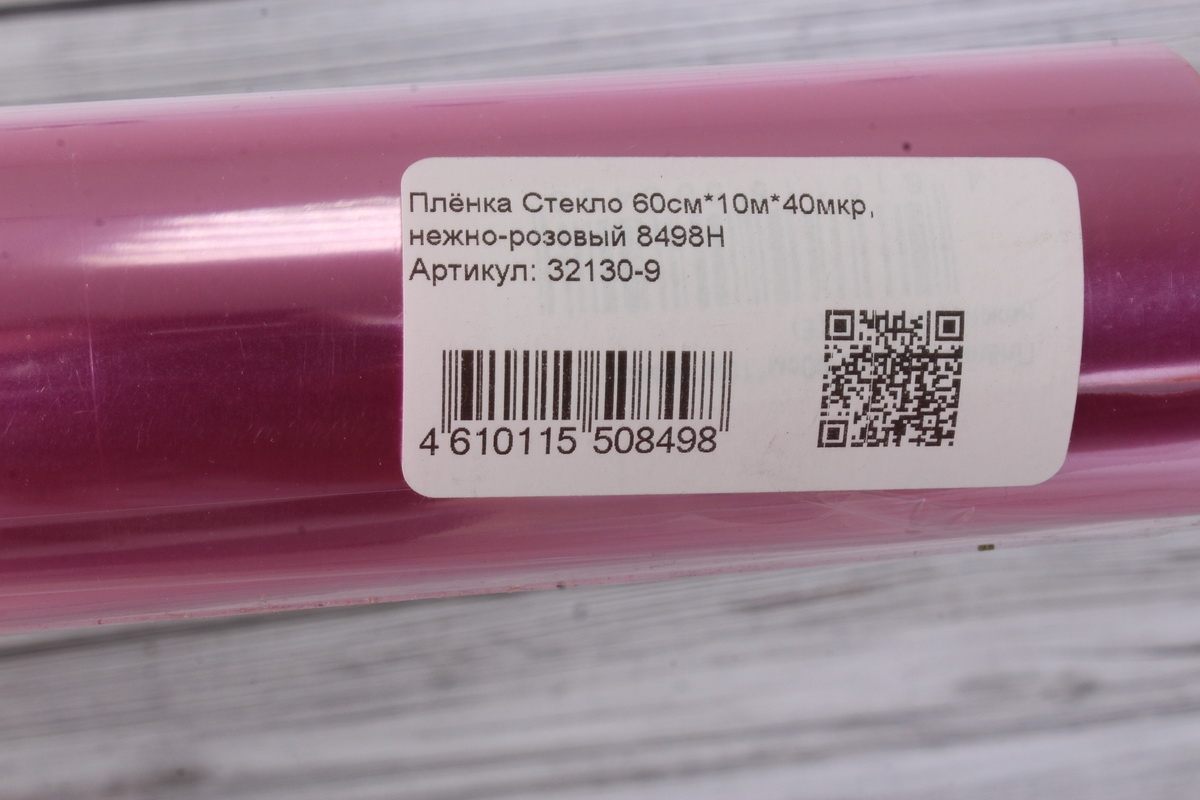 Плёнка Стекло 60см*10м*40мкр,
нежно-розовый 8498Н
Артикул: 32130-9
4 610115 508498